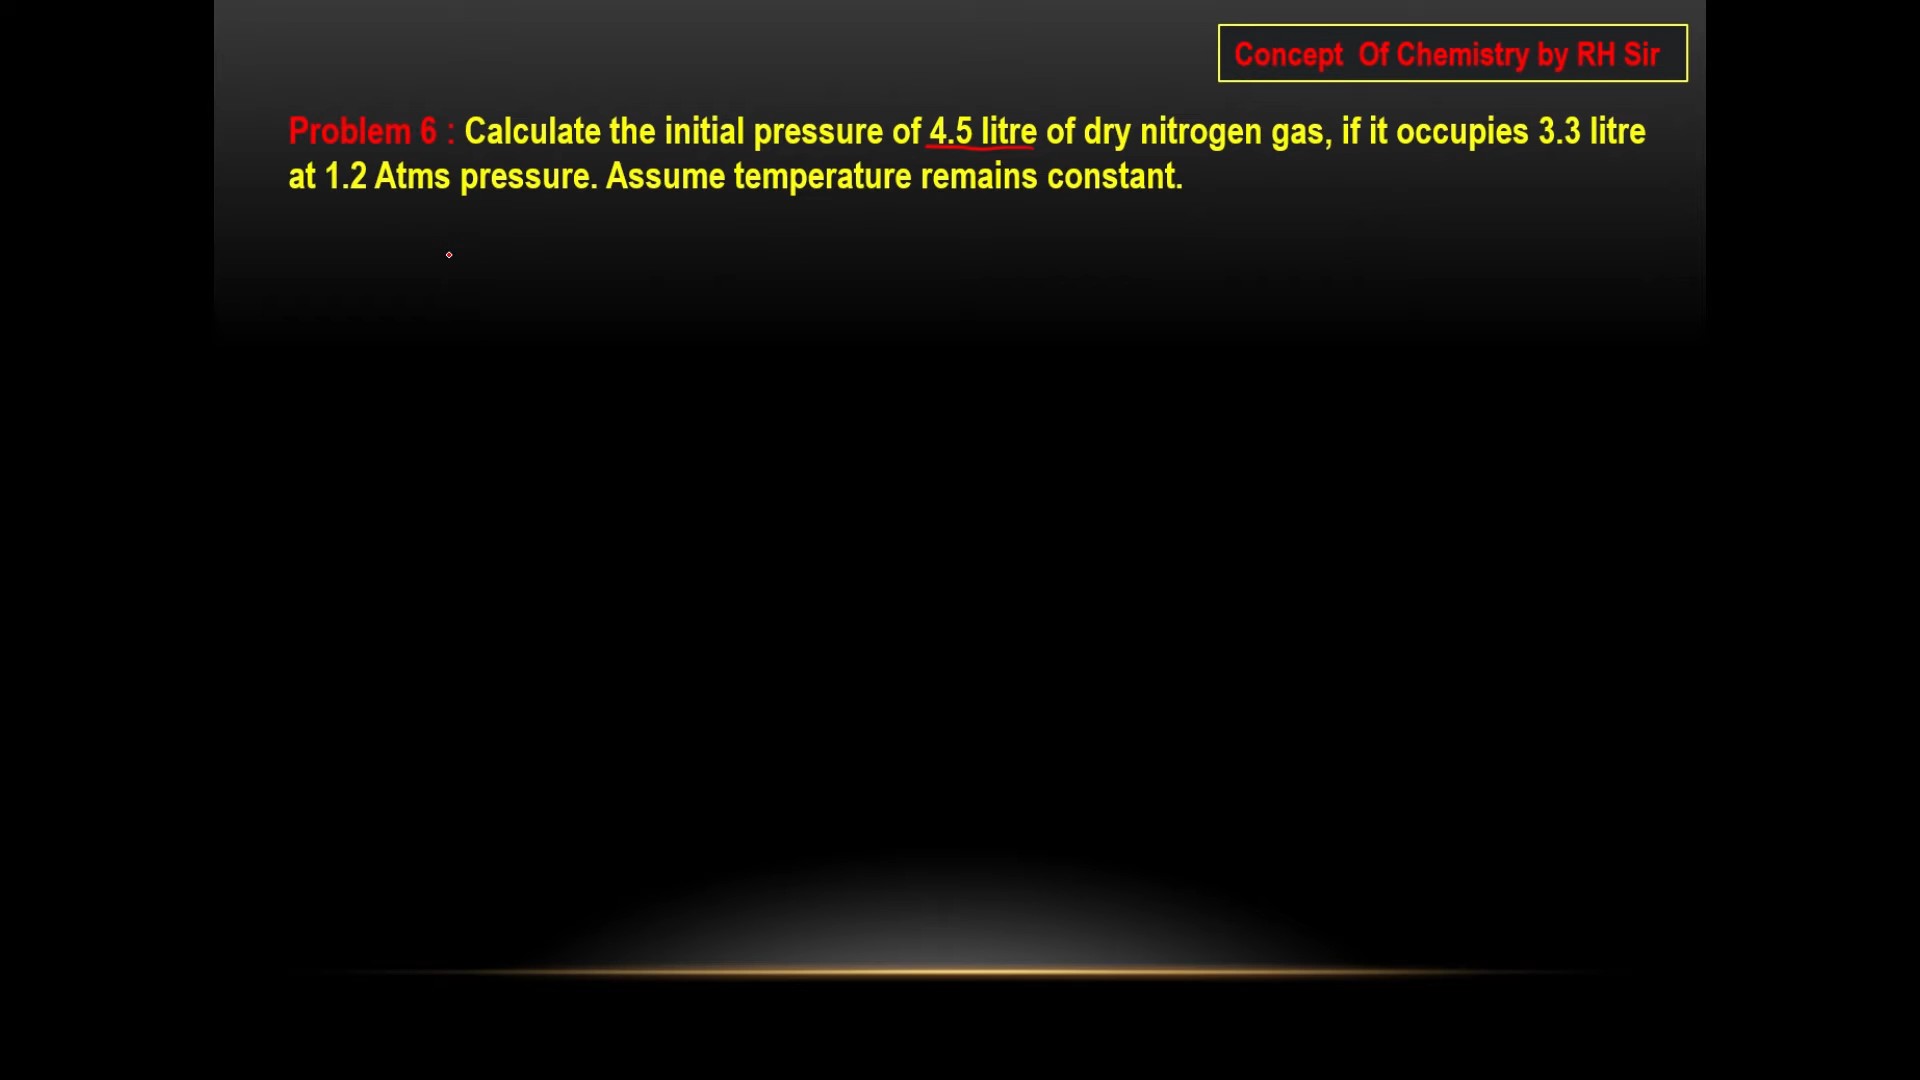 Concept Of Chemistry by RH Sir
Problem 6 : Calculate the initial pressure of 4.5 litre of dry nitrogen gas, if it occupies 3.3 litre
at 1.2 Atms pressure. Assume temperature remains constant.